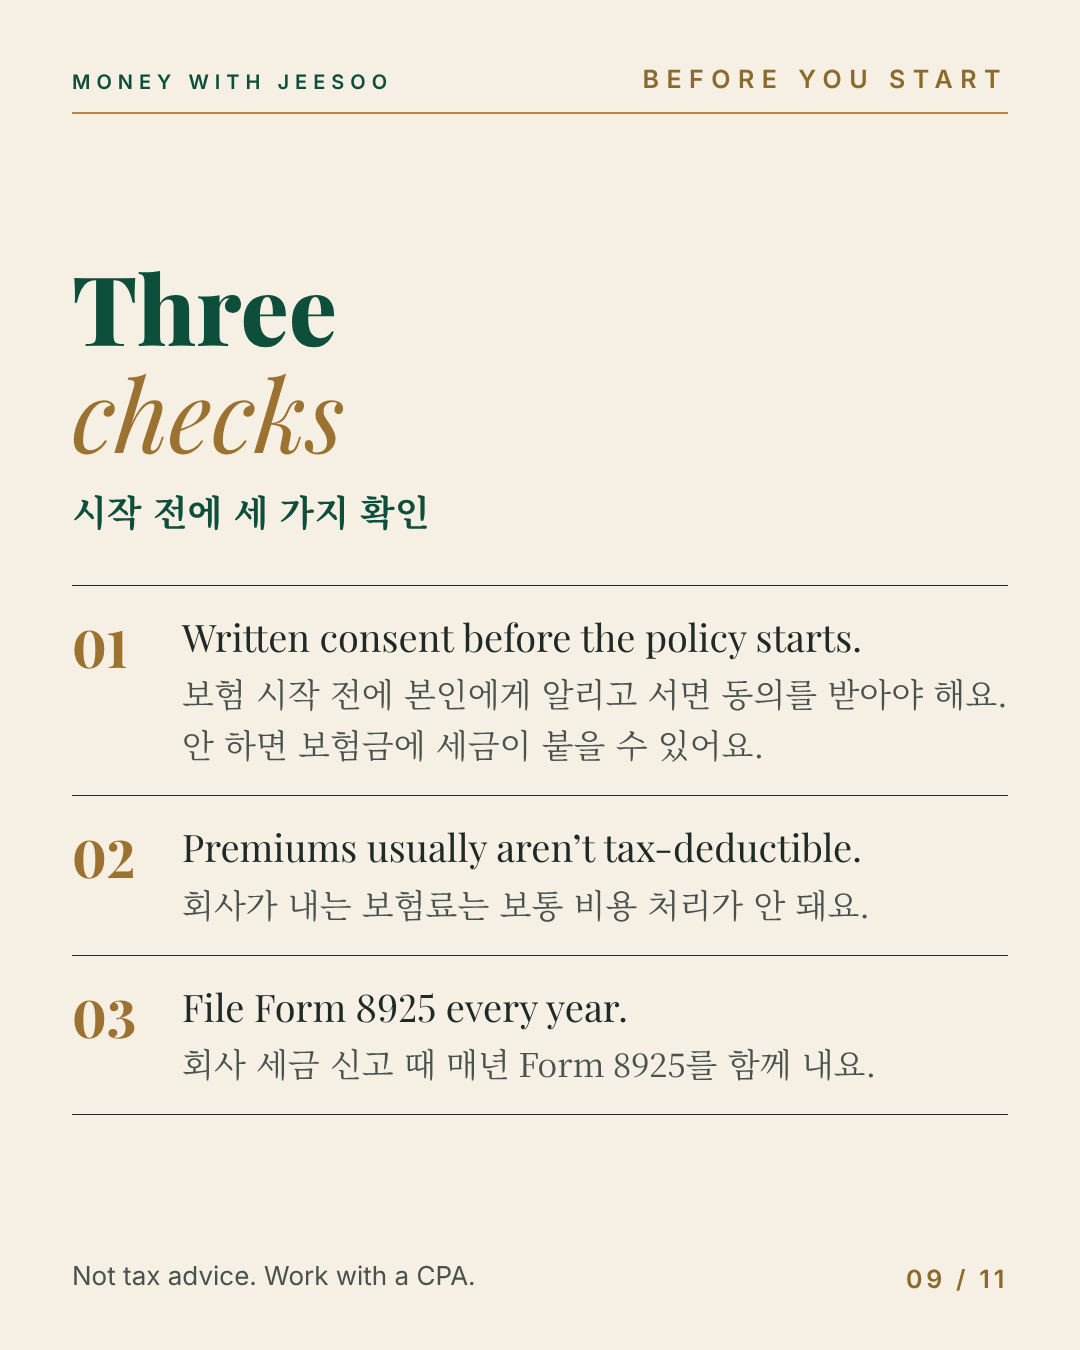 MONEY WITH JEESOO
BEFORE YOU START
Three
checks
시작 전에 세 가지 확인
01
Written consent before the policy starts.
보험 시작 전에 본인에게 알리고 서면 동의를 받아야 해요.
안 하면 보험금에 세금이 붙을 수 있어요.
02
Premiums usually aren’t tax-deductible.
회사가 내는 보험료는 보통 비용 처리가 안 돼요.
03
File Form 8925 every year.
회사 세금 신고 때 매년 Form 8925를 함께 내요.
Not tax advice. Work with a CPA.
09 / 11